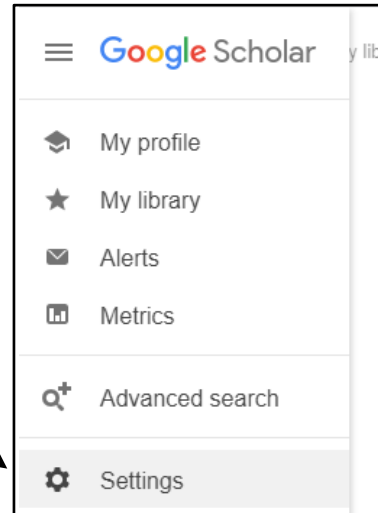 Google Scholar
My profile
My library
Alerts
Metrics
Advanced search
Settings